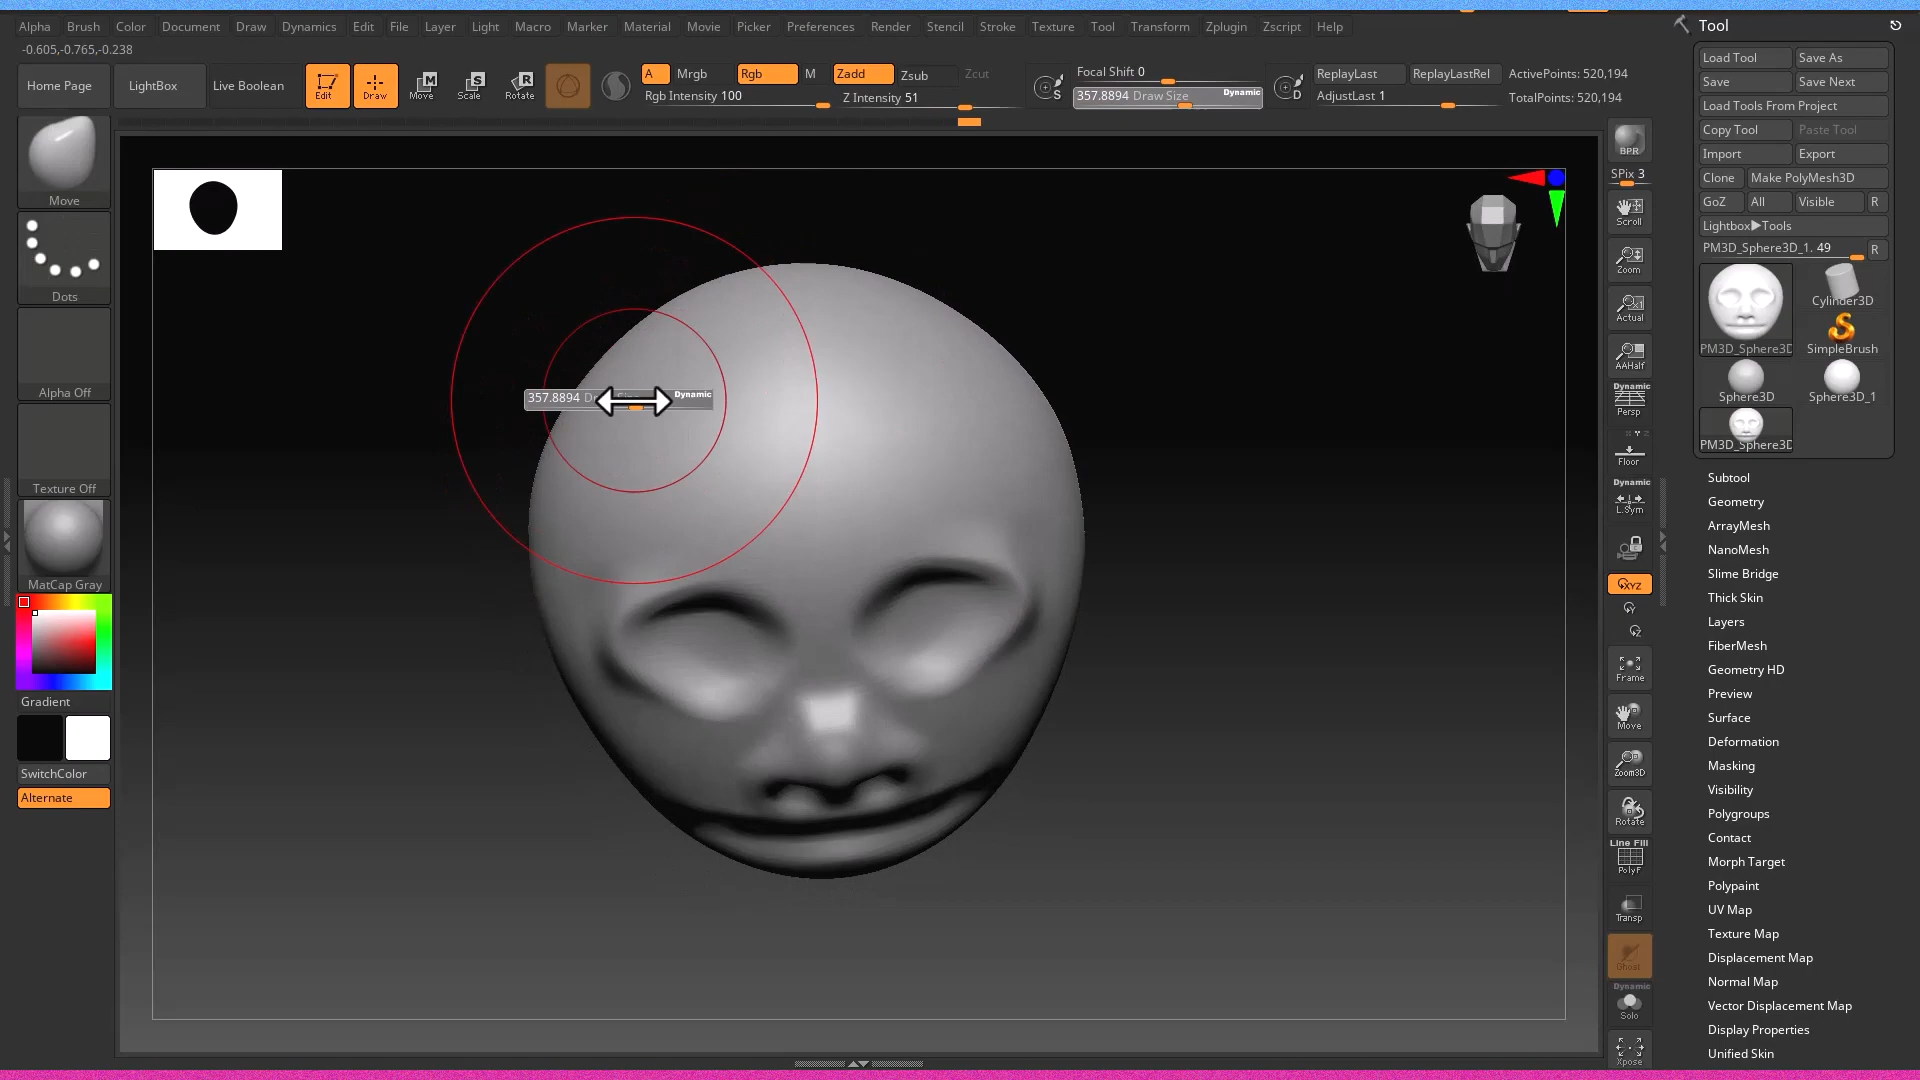 Alpha Brush Color Document Draw Dynamics Edit File Layer Light Macro Marker Material Movie Picker Preferences Render Stencil Stroke Texture Tool Transform Zplugin Zscript Help
-0.605,-0.765,-0.238
Home Page LightBox Live Boolean Edit Draw Move Scale Rotate
M S R
A Mrgb Rgb M Zadd Zsub Zcut
Rgb Intensity 100 Z Intensity 51
S Focal Shift 0
357.8894 Draw Size Dynamic
D ReplayLast ReplayLastRel ActivePoints: 520,194
AdjustLast 1 TotalPoints: 520,194
Move
Dots
Alpha Off
Texture Off
MatCap Gray
Gradient
SwitchColor
Alternate
357.8894 Dynamic
BPR
SPix 3
Scroll
Zoom
Actual
AAHalf
Dynamic
Persp
Floor
Dynamic
L.Sym
XYZ
Y
Z
Frame
Move
Zoom3D
Rotate
Line Fill
PolyF
Transp
Ghost
Dynamic
Solo
Xpose
Tool
Load Tool Save As
Save Save Next
Load Tools From Project
Copy Tool Paste Tool
Import Export
Clone Make PolyMesh3D
GoZ All Visible R
Lightbox▶Tools
PM3D_Sphere3D_1. 49 R
Cylinder3D
PM3D_Sphere3D SimpleBrush
Sphere3D Sphere3D_1
PM3D_Sphere3D
Subtool
Geometry
ArrayMesh
NanoMesh
Slime Bridge
Thick Skin
Layers
FiberMesh
Geometry HD
Preview
Surface
Deformation
Masking
Visibility
Polygroups
Contact
Morph Target
Polypaint
UV Map
Texture Map
Displacement Map
Normal Map
Vector Displacement Map
Display Properties
Unified Skin